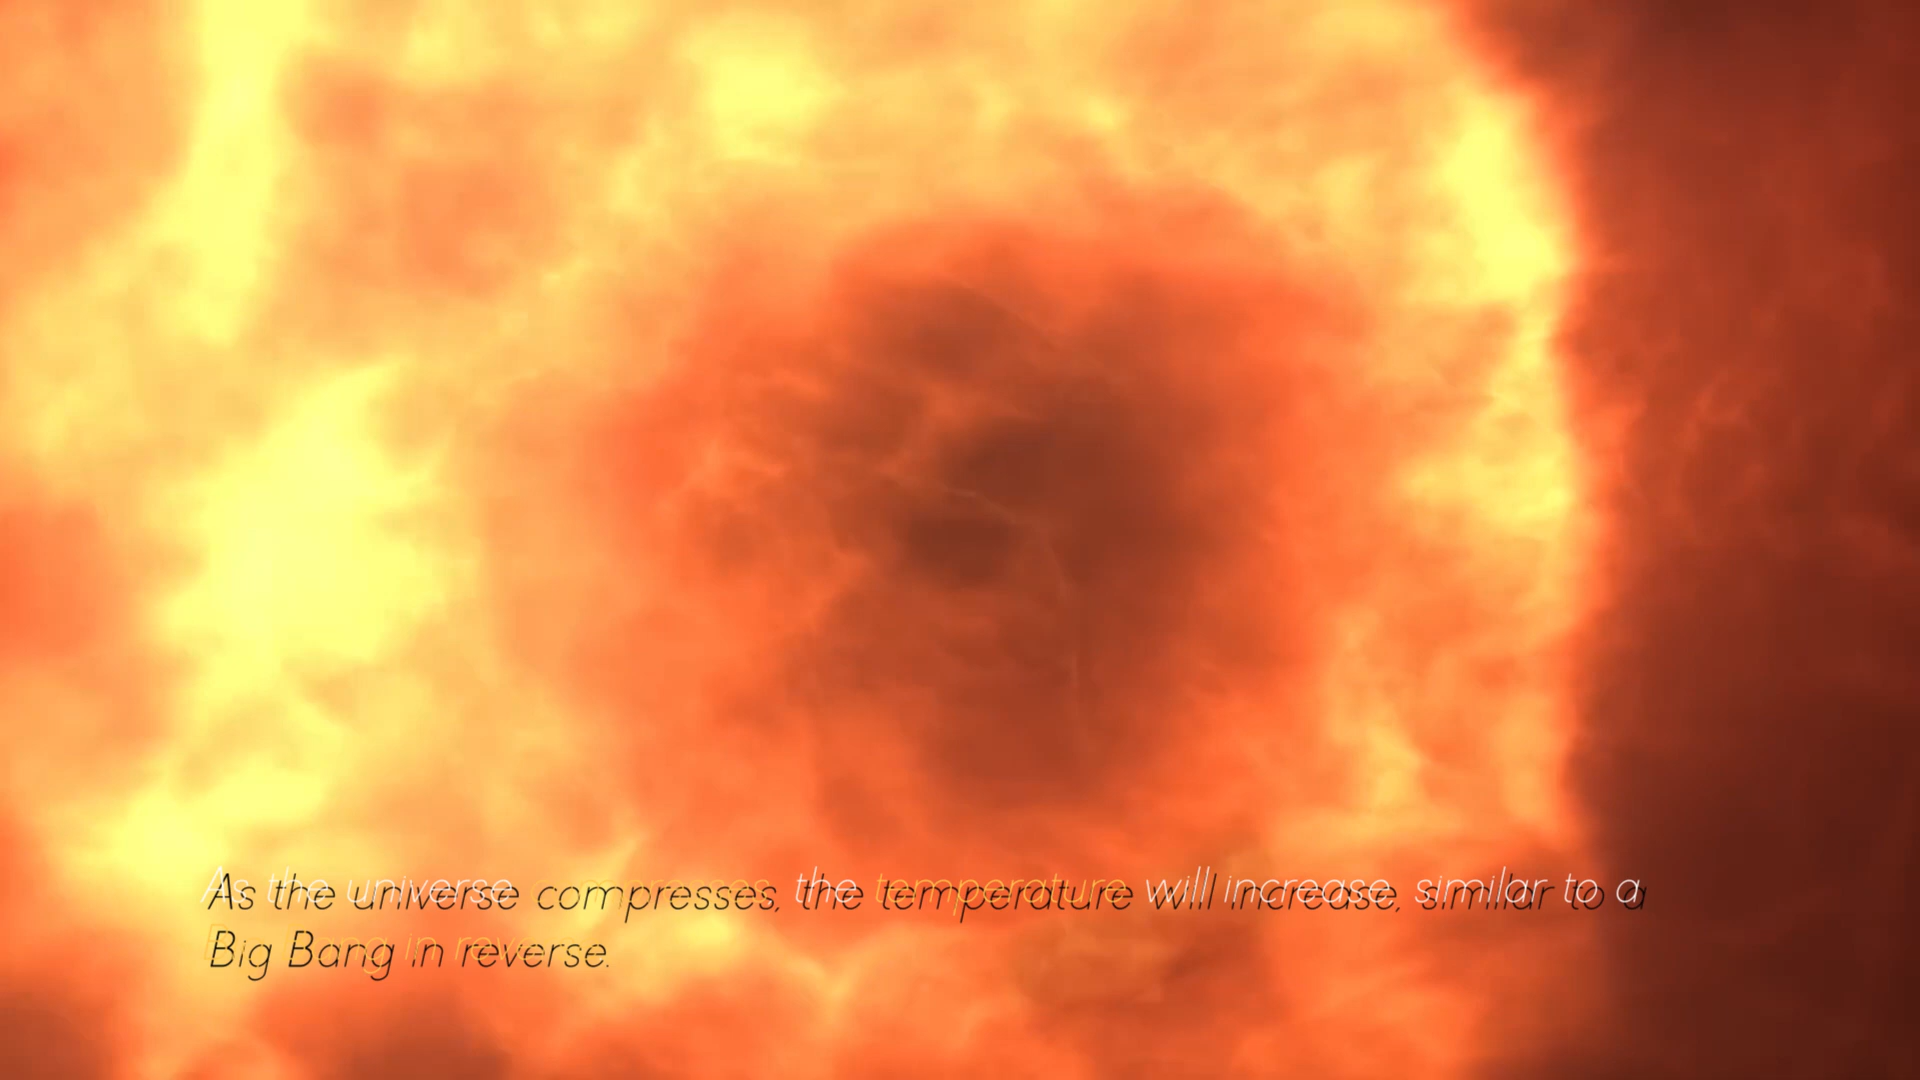 As the universe compresses, the temperature will increase, similar to a
Big Bang in reverse.